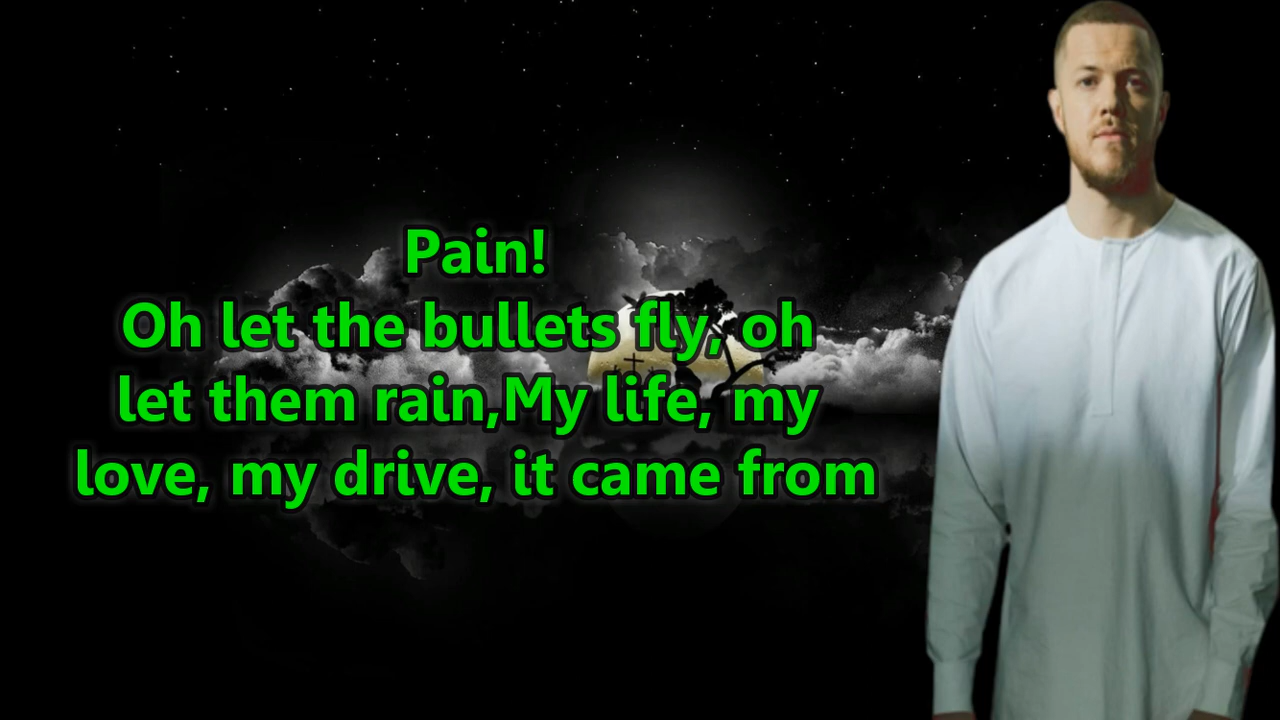 Pain!
Oh let the bullets fly, oh
let them rain,My life, my
love, my drive, it came from